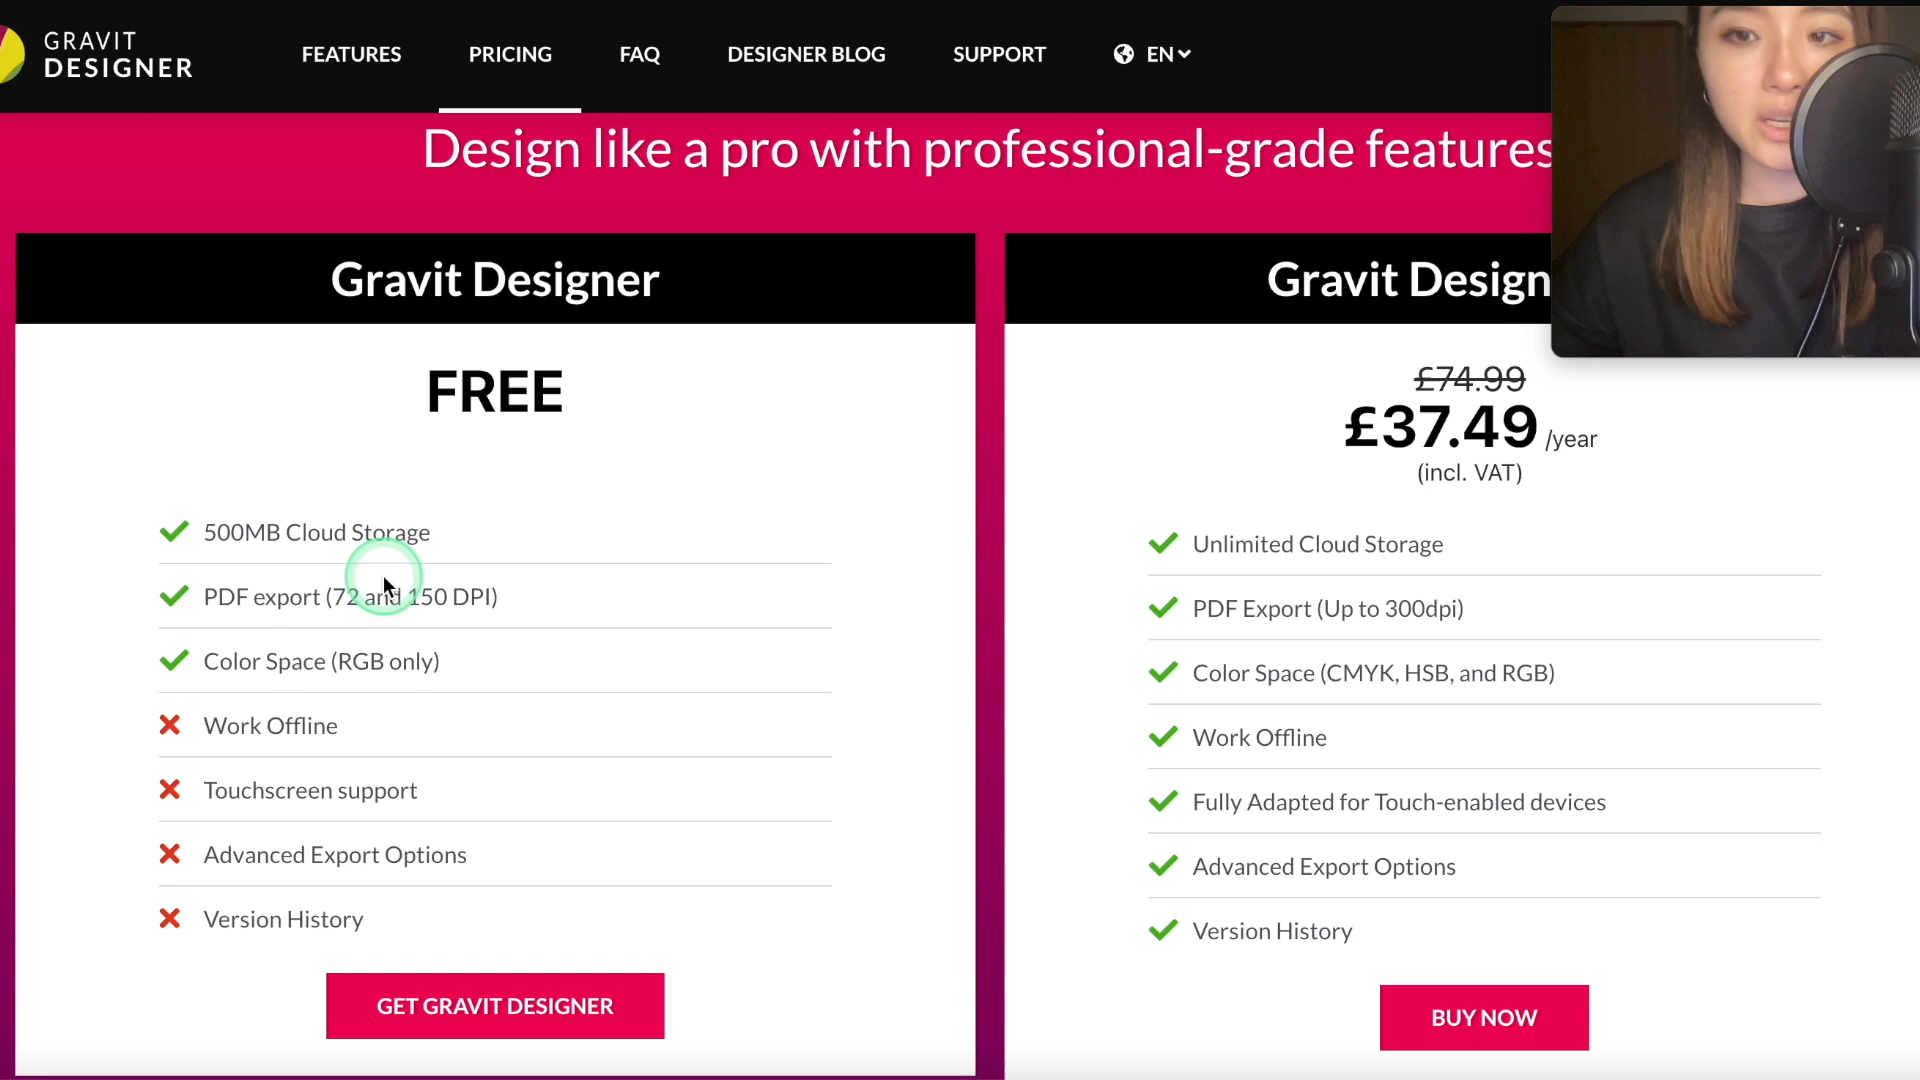 GRAVIT
DESIGNER
FEATURES
PRICING
FAQ
DESIGNER BLOG
SUPPORT
EN
Design like a pro with professional-grade features
Gravit Designer
FREE
500MB Cloud Storage
PDF export (72 and 150 DPI)
Color Space (RGB only)
Work Offline
Touchscreen support
Advanced Export Options
Version History
GET GRAVIT DESIGNER
Gravit Design
£74.99
£37.49 /year
(incl. VAT)
Unlimited Cloud Storage
PDF Export (Up to 300dpi)
Color Space (CMYK, HSB, and RGB)
Work Offline
Fully Adapted for Touch-enabled devices
Advanced Export Options
Version History
BUY NOW